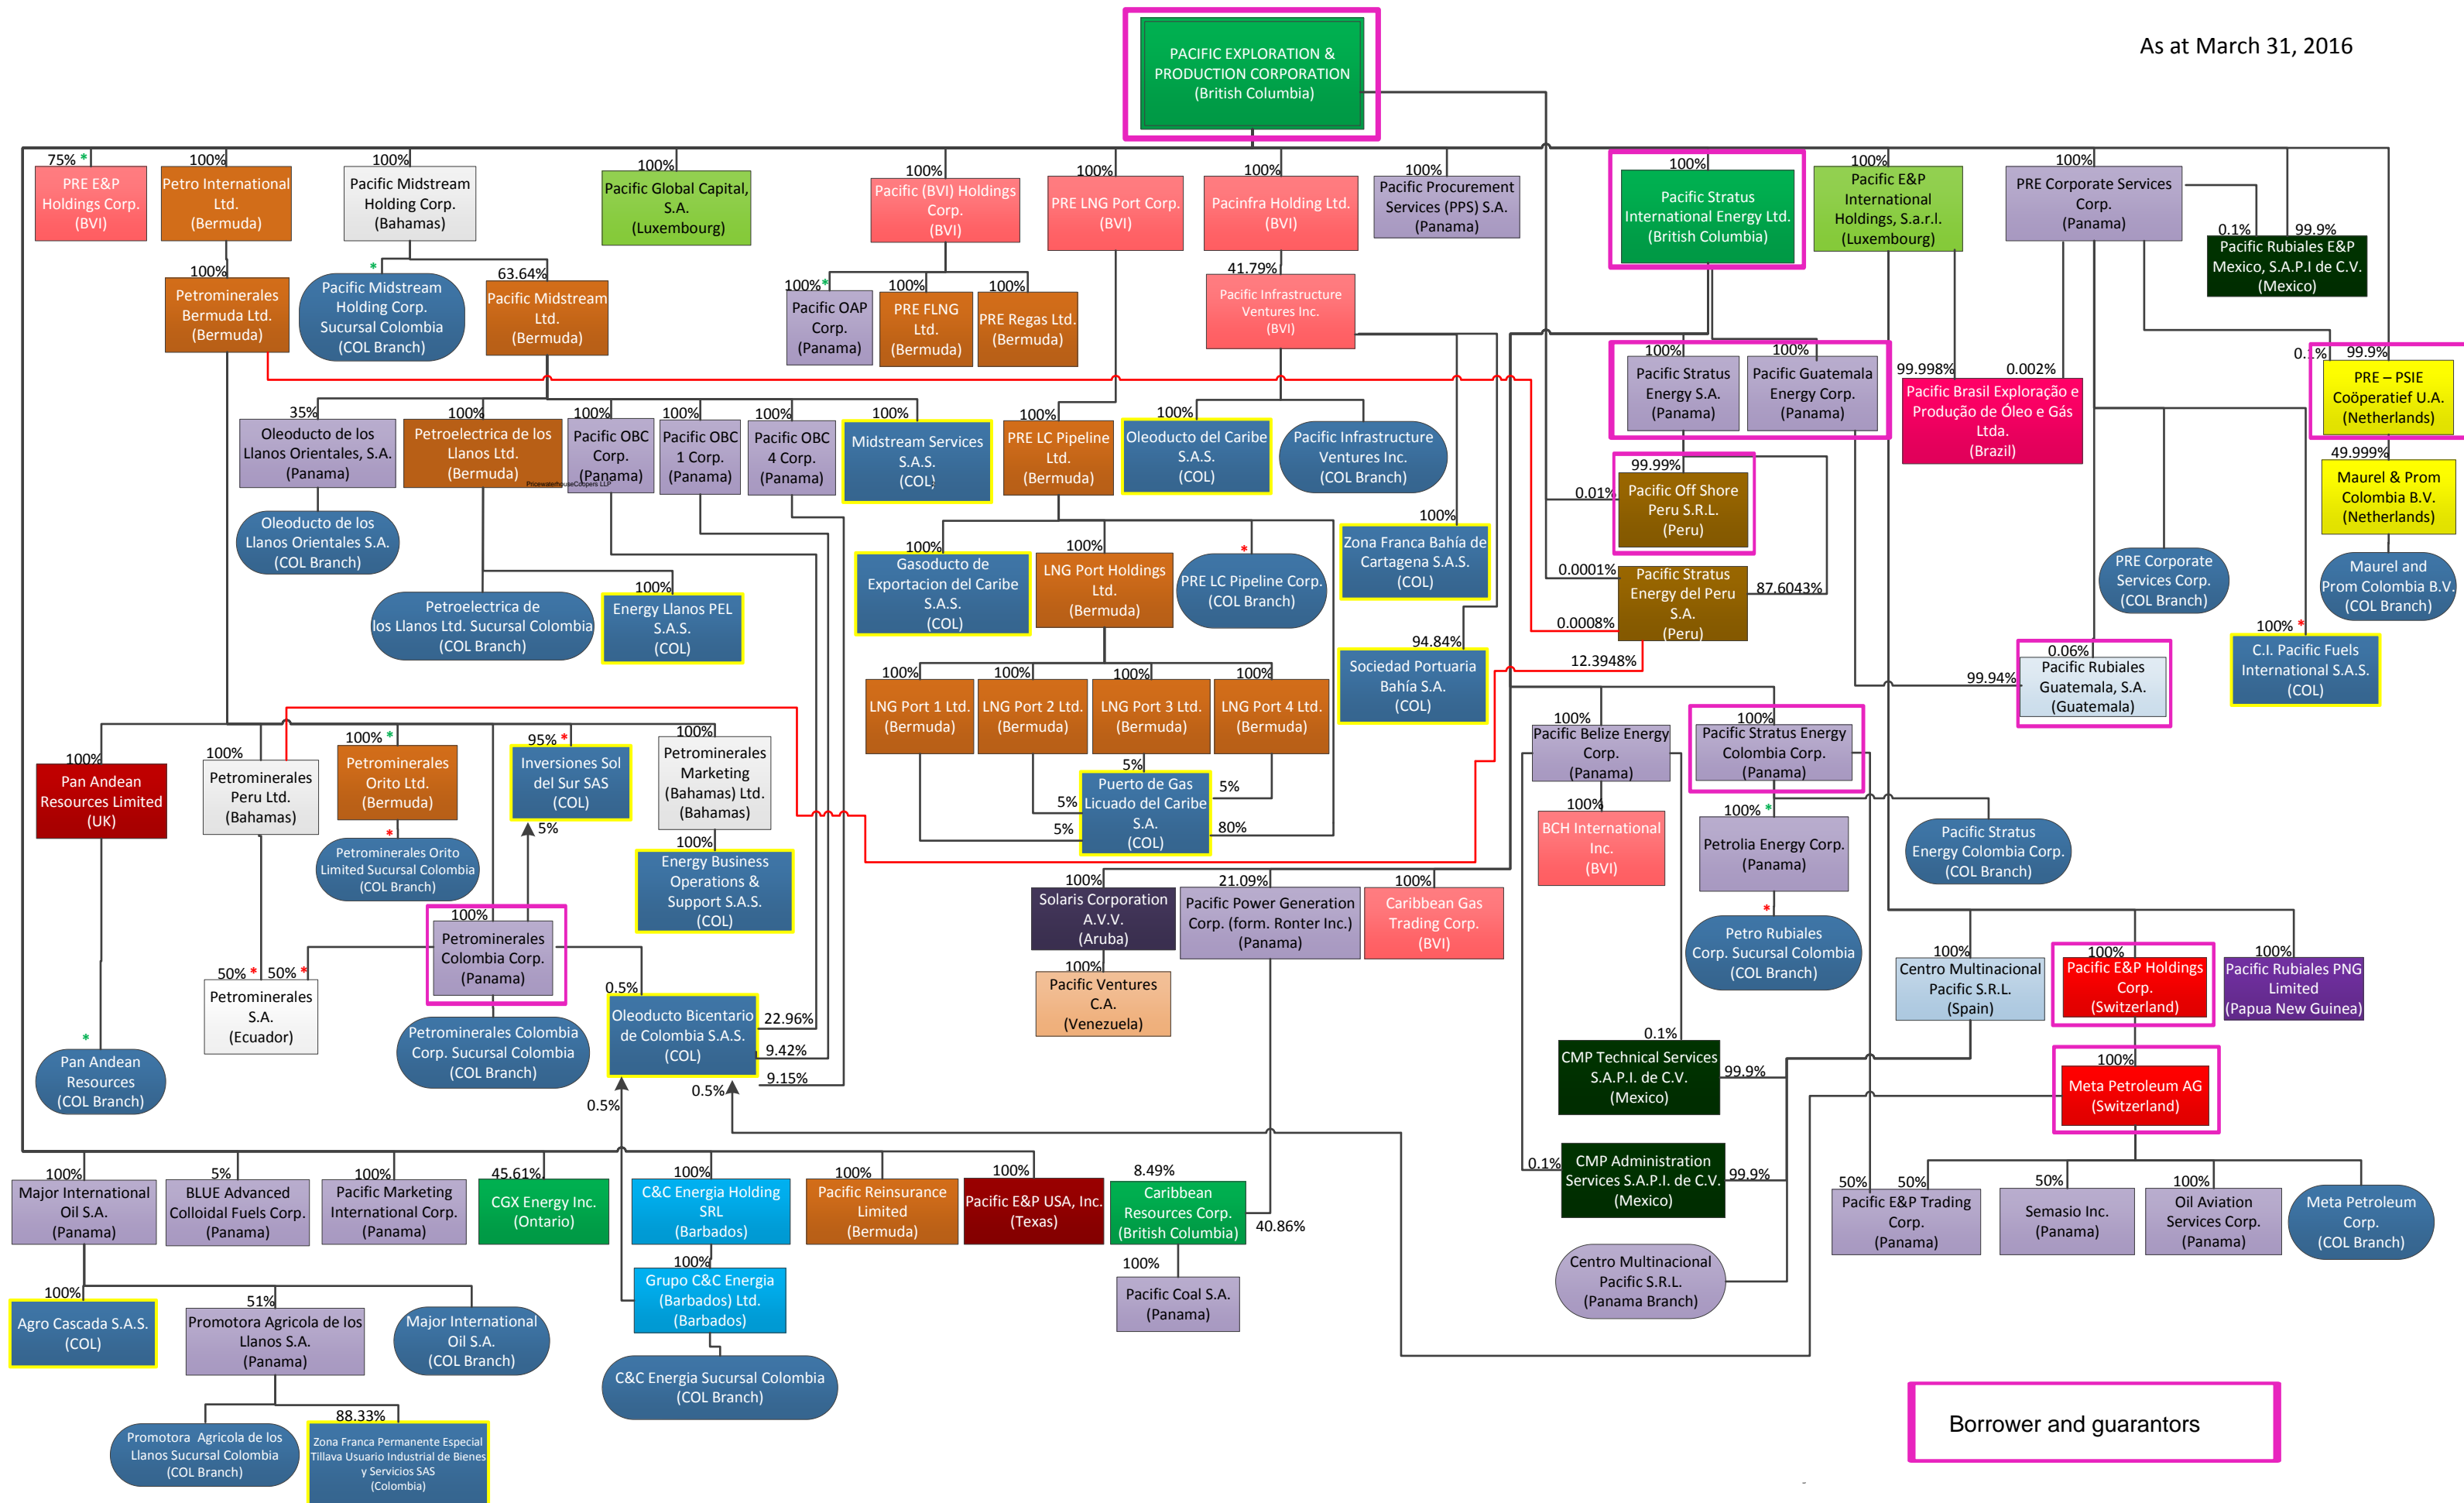 As at March 31, 2016
PACIFIC EXPLORATION &
PRODUCTION CORPORATION
(British Columbia)
75% *
PRE E&P
Holdings Corp.
(BVI)
100%
Petro International
Ltd.
(Bermuda)
100%
Pacific Midstream
Holding Corp.
(Bahamas)
100%
Pacific Global Capital,
S.A.
(Luxembourg)
100%
Pacific (BVI) Holdings
Corp.
(BVI)
100%
PRE LNG Port Corp.
(BVI)
100%
Pacinfra Holding Ltd.
(BVI)
100%
Pacific Procurement
Services (PPS) S.A.
(Panama)
100%
Pacific Stratus
International Energy Ltd.
(British Columbia)
100%
Pacific E&P
International
Holdings, S.a.r.l.
(Luxembourg)
100%
PRE Corporate Services
Corp.
(Panama)
0.1%
99.9%
Pacific Rubiales E&P
Mexico, S.A.P.I de C.V.
(Mexico)
100%
Petrominerales
Bermuda Ltd.
(Bermuda)
*
Pacific Midstream
Holding Corp.
Sucursal Colombia
(COL Branch)
63.64%
Pacific Midstream
Ltd.
(Bermuda)
100% *
Pacific OAP
Corp.
(Panama)
100%
PRE FLNG
Ltd.
(Bermuda)
100%
PRE Regas Ltd.
(Bermuda)
41.79%
Pacific Infrastructure
Ventures Inc.
(BVI)
100%
Pacific Stratus
Energy S.A.
(Panama)
100%
Pacific Guatemala
Energy Corp.
(Panama)
99.998%
0.002%
Pacific Brasil Exploração e
Produção de Óleo e Gás
Ltda.
(Brazil)
0.1%
99.9%
PRE – PSIE
Coöperatief U.A.
(Netherlands)
35%
Oleoducto de los
Llanos Orientales, S.A.
(Panama)
100%
Petroelectrica de los
Llanos Ltd.
(Bermuda)
100%
Pacific OBC
Corp.
(Panama)
PricewaterhouseCoopers LLP
100%
Pacific OBC
1 Corp.
(Panama)
100%
Pacific OBC
4 Corp.
(Panama)
100%
Midstream Services
S.A.S.
(COL)
100%
PRE LC Pipeline
Ltd.
(Bermuda)
100%
Oleoducto del Caribe
S.A.S.
(COL)
Pacific Infrastructure
Ventures Inc.
(COL Branch)
99.99%
0.01%
Pacific Off Shore
Peru S.R.L.
(Peru)
49.999%
Maurel & Prom
Colombia B.V.
(Netherlands)
Oleoducto de los
Llanos Orientales S.A.
(COL Branch)
Petroelectrica de
los Llanos Ltd. Sucursal Colombia
(COL Branch)
100%
Energy Llanos PEL
S.A.S.
(COL)
100%
Gasoducto de
Exportacion del Caribe
S.A.S.
(COL)
100%
LNG Port Holdings
Ltd.
(Bermuda)
*
PRE LC Pipeline Corp.
(COL Branch)
100%
Zona Franca Bahía de
Cartagena S.A.S.
(COL)
0.0001%
Pacific Stratus
Energy del Peru
S.A.
(Peru)
87.6043%
0.0008%
12.3948%
PRE Corporate
Services Corp.
(COL Branch)
Maurel and
Prom Colombia B.V.
(COL Branch)
94.84%
Sociedad Portuaria
Bahía S.A.
(COL)
0.06%
99.94%
Pacific Rubiales
Guatemala, S.A.
(Guatemala)
100% *
C.I. Pacific Fuels
International S.A.S.
(COL)
100%
LNG Port 1 Ltd.
(Bermuda)
100%
LNG Port 2 Ltd.
(Bermuda)
100%
LNG Port 3 Ltd.
(Bermuda)
100%
LNG Port 4 Ltd.
(Bermuda)
100%
Pan Andean
Resources Limited
(UK)
100%
Petrominerales
Peru Ltd.
(Bahamas)
100% *
Petrominerales
Orito Ltd.
(Bermuda)
95% *
Inversiones Sol
del Sur SAS
(COL)
5%
100%
Petrominerales
Marketing
(Bahamas) Ltd.
(Bahamas)
5%
5%
5%
5%
80%
Puerto de Gas
Licuado del Caribe
S.A.
(COL)
100%
Pacific Belize Energy
Corp.
(Panama)
100%
Pacific Stratus Energy
Colombia Corp.
(Panama)
*
Petrominerales Orito
Limited Sucursal Colombia
(COL Branch)
100%
Energy Business
Operations &
Support S.A.S.
(COL)
100%
BCH International
Inc.
(BVI)
100% *
Petrolia Energy Corp.
(Panama)
Pacific Stratus
Energy Colombia Corp.
(COL Branch)
100%
Solaris Corporation
A.V.V.
(Aruba)
21.09%
Pacific Power Generation
Corp. (form. Ronter Inc.)
(Panama)
100%
Caribbean Gas
Trading Corp.
(BVI)
100%
Petrominerales
Colombia Corp.
(Panama)
*
Petro Rubiales
Corp. Sucursal Colombia
(COL Branch)
100%
Centro Multinacional
Pacific S.R.L.
(Spain)
100%
Pacific E&P Holdings
Corp.
(Switzerland)
100%
Pacific Rubiales PNG
Limited
(Papua New Guinea)
50% *
50% *
Petrominerales
S.A.
(Ecuador)
100%
Pacific Ventures
C.A.
(Venezuela)
0.5%
Oleoducto Bicentario
de Colombia S.A.S.
(COL)
22.96%
9.42%
9.15%
0.5%
0.5%
*
Pan Andean
Resources
(COL Branch)
Petrominerales Colombia
Corp. Sucursal Colombia
(COL Branch)
0.1%
CMP Technical Services
S.A.P.I. de C.V.
(Mexico)
99.9%
100%
Meta Petroleum AG
(Switzerland)
0.1%
CMP Administration
Services S.A.P.I. de C.V.
(Mexico)
99.9%
100%
Major International
Oil S.A.
(Panama)
5%
BLUE Advanced
Colloidal Fuels Corp.
(Panama)
100%
Pacific Marketing
International Corp.
(Panama)
45.61%
CGX Energy Inc.
(Ontario)
100%
C&C Energia Holding
SRL
(Barbados)
100%
Pacific Reinsurance
Limited
(Bermuda)
100%
Pacific E&P USA, Inc.
(Texas)
8.49%
Caribbean
Resources Corp.
(British Columbia)
40.86%
50%
50%
Pacific E&P Trading
Corp.
(Panama)
50%
Semasio Inc.
(Panama)
100%
Oil Aviation
Services Corp.
(Panama)
Meta Petroleum
Corp.
(COL Branch)
100%
Agro Cascada S.A.S.
(COL)
51%
Promotora Agricola de los
Llanos S.A.
(Panama)
Major International
Oil S.A.
(COL Branch)
100%
Grupo C&C Energia
(Barbados) Ltd.
(Barbados)
100%
Pacific Coal S.A.
(Panama)
Centro Multinacional
Pacific S.R.L.
(Panama Branch)
C&C Energia Sucursal Colombia
(COL Branch)
Promotora Agricola de los
Llanos Sucursal Colombia
(COL Branch)
88.33%
Zona Franca Permanente Especial
Tillava Usuario Industrial de Bienes
y Servicios SAS
(Colombia)
Borrower and guarantors
-